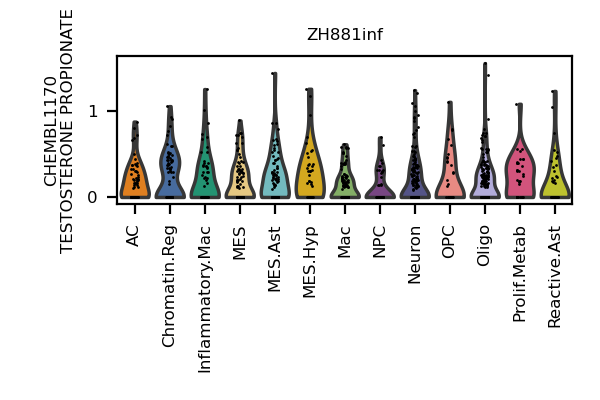 ZH881inf
CHEMBL1170
TESTOSTERONE PROPIONATE
1
0
AC
Chromatin.Reg
Inflammatory.Mac
MES
MES.Ast
MES.Hyp
Mac
NPC
Neuron
OPC
Oligo
Prolif.Metab
Reactive.Ast